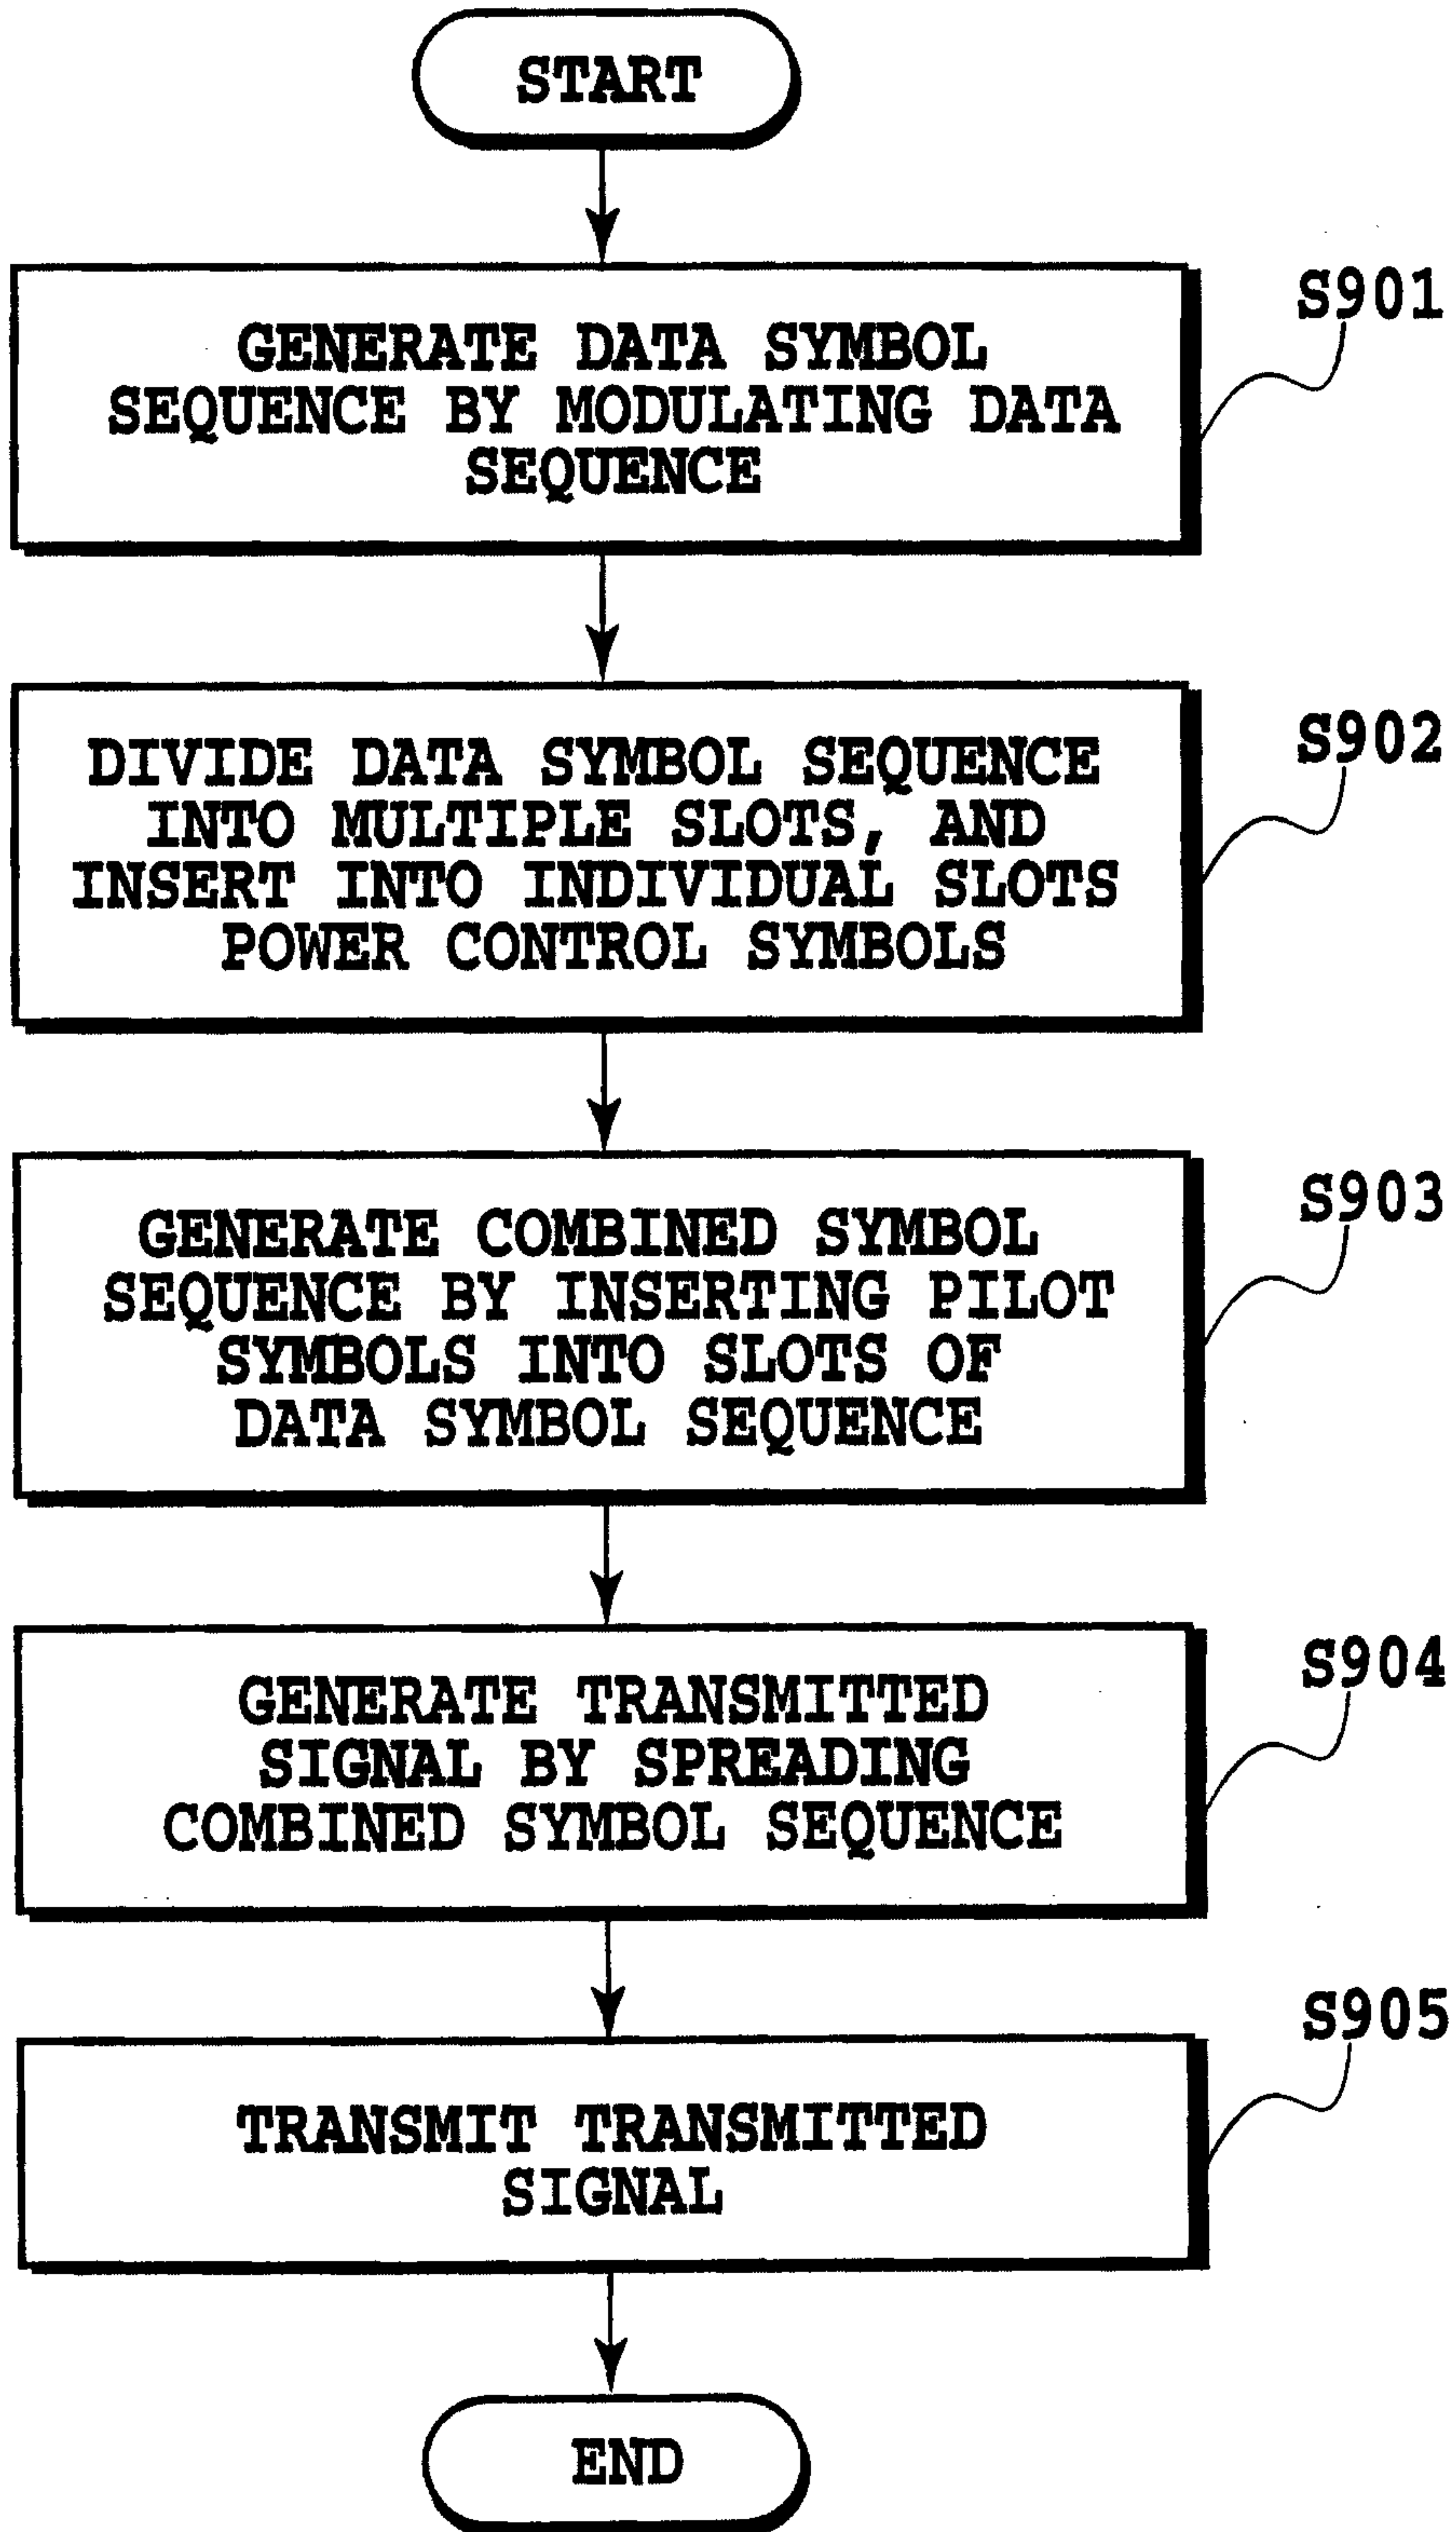 START
S901
GENERATE DATA SYMBOL
SEQUENCE BY MODULATING DATA
SEQUENCE
S902
DIVIDE DATA SYMBOL SEQUENCE
INTO MULTIPLE SLOTS, AND
INSERT INTO INDIVIDUAL SLOTS
POWER CONTROL SYMBOLS
S903
GENERATE COMBINED SYMBOL
SEQUENCE BY INSERTING PILOT
SYMBOLS INTO SLOTS OF
DATA SYMBOL SEQUENCE
S904
GENERATE TRANSMITTED
SIGNAL BY SPREADING
COMBINED SYMBOL SEQUENCE
S905
TRANSMIT TRANSMITTED
SIGNAL
END